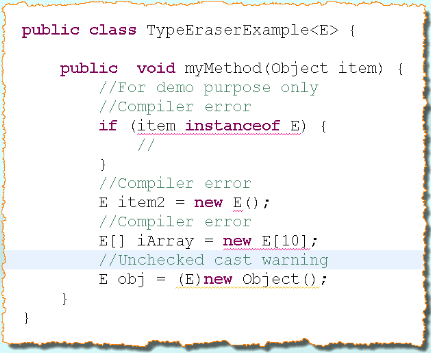 public class TypeEraserExample<E> {
public  void myMethod(Object item) {
//For demo purpose only
//Compiler error
if (item instanceof E) {
//
}
//Compiler error
E item2 = new E();
//Compiler error
E[] iArray = new E[10];
//Unchecked cast warning
E obj = (E)new Object();
}
}